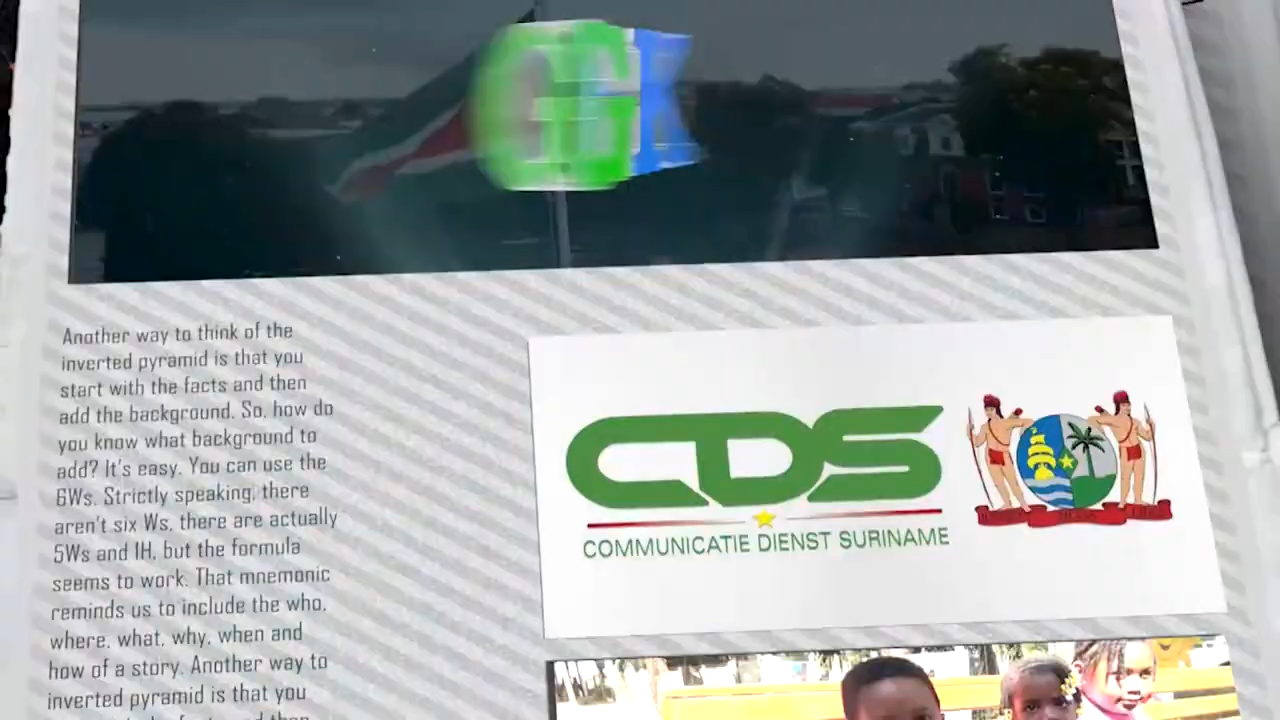 Another way to think of the
inverted pyramid is that you
start with the facts and then
add the background. So, how do
you know what background to
add? It's easy. You can use the
6Ws. Strictly speaking, there
aren't six Ws, there are actually
5Ws and 1H, but the formula
seems to work. That mnemonic
reminds us to include the who,
where, what, why, when and
how of a story. Another way to
inverted pyramid is that you
CDS
COMMUNICATIE DIENST SURINAME